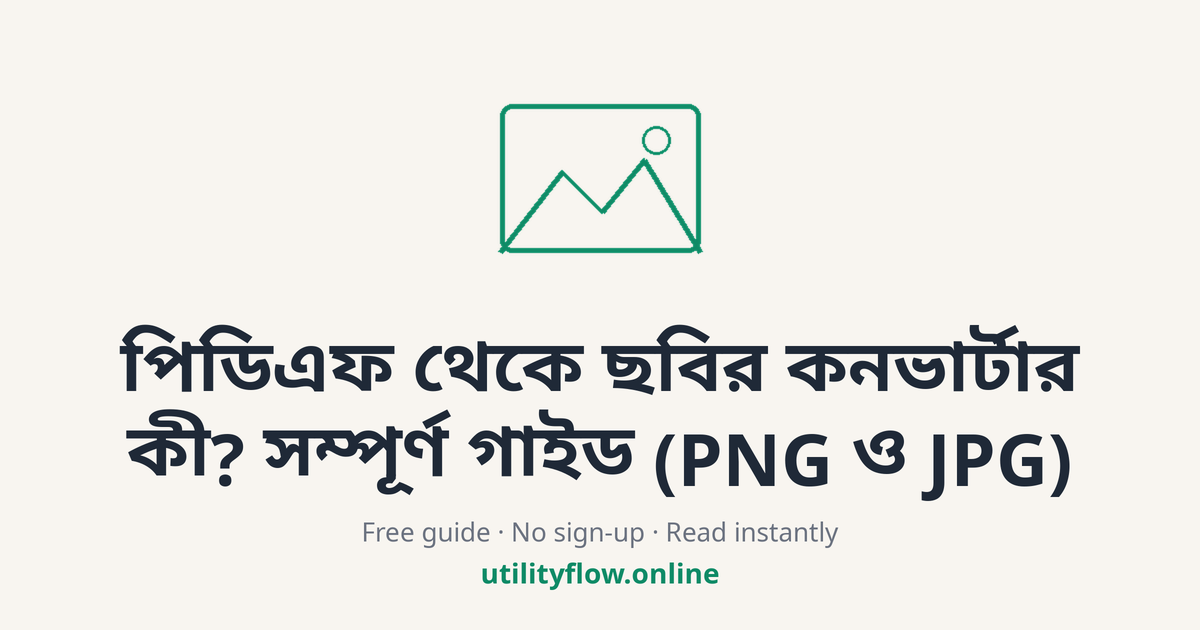 পিডিএফ থেকে ছবির কনভার্টার
কী? সম্পূর্ণ গাইড (PNG ও JPG)
Free guide · No sign-up · Read instantly
utilityflow.online